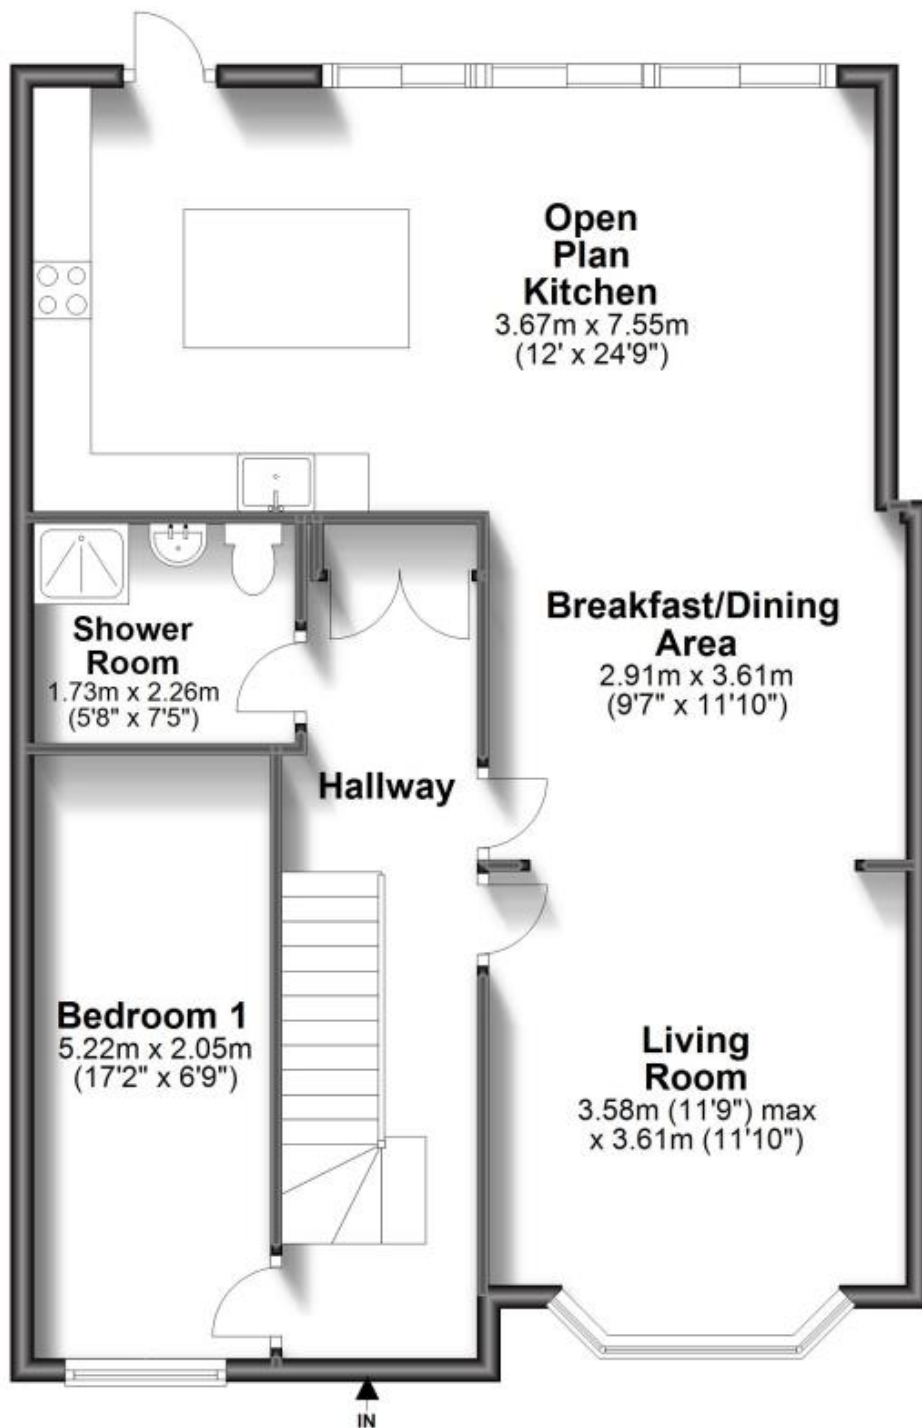 Open
Plan
Kitchen
3.67m x 7.55m
(12' x 24'9")
Shower
Room
1.73m x 2.26m
(5'8" x 7'5")
Breakfast/Dining
Area
2.91m x 3.61m
(9'7" x 11'10")
Hallway
Bedroom 1
5.22m x 2.05m
(17'2" x 6'9")
Living
Room
3.58m (11'9") max
x 3.61m (11'10")
IN